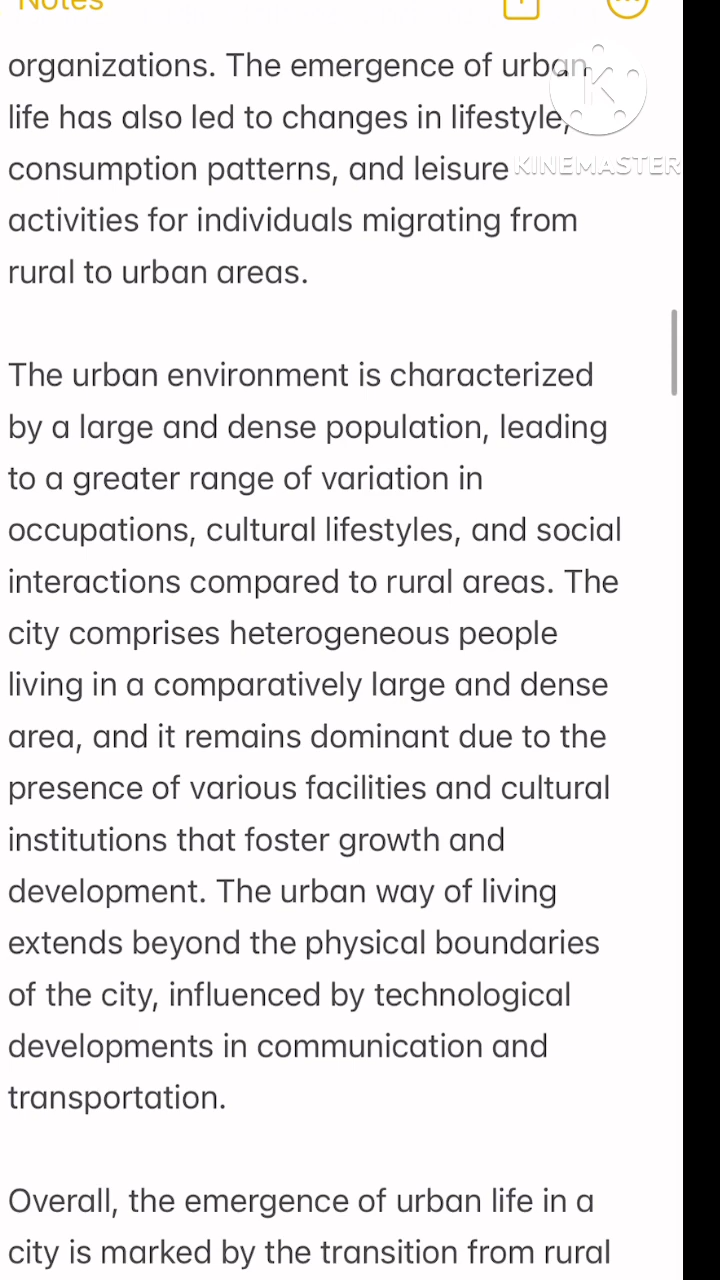 Notes
organizations. The emergence of urban
life has also led to changes in lifestyle,
consumption patterns, and leisure
KINEMASTER
activities for individuals migrating from
rural to urban areas.
The urban environment is characterized
by a large and dense population, leading
to a greater range of variation in
occupations, cultural lifestyles, and social
interactions compared to rural areas. The
city comprises heterogeneous people
living in a comparatively large and dense
area, and it remains dominant due to the
presence of various facilities and cultural
institutions that foster growth and
development. The urban way of living
extends beyond the physical boundaries
of the city, influenced by technological
developments in communication and
transportation.
Overall, the emergence of urban life in a
city is marked by the transition from rural